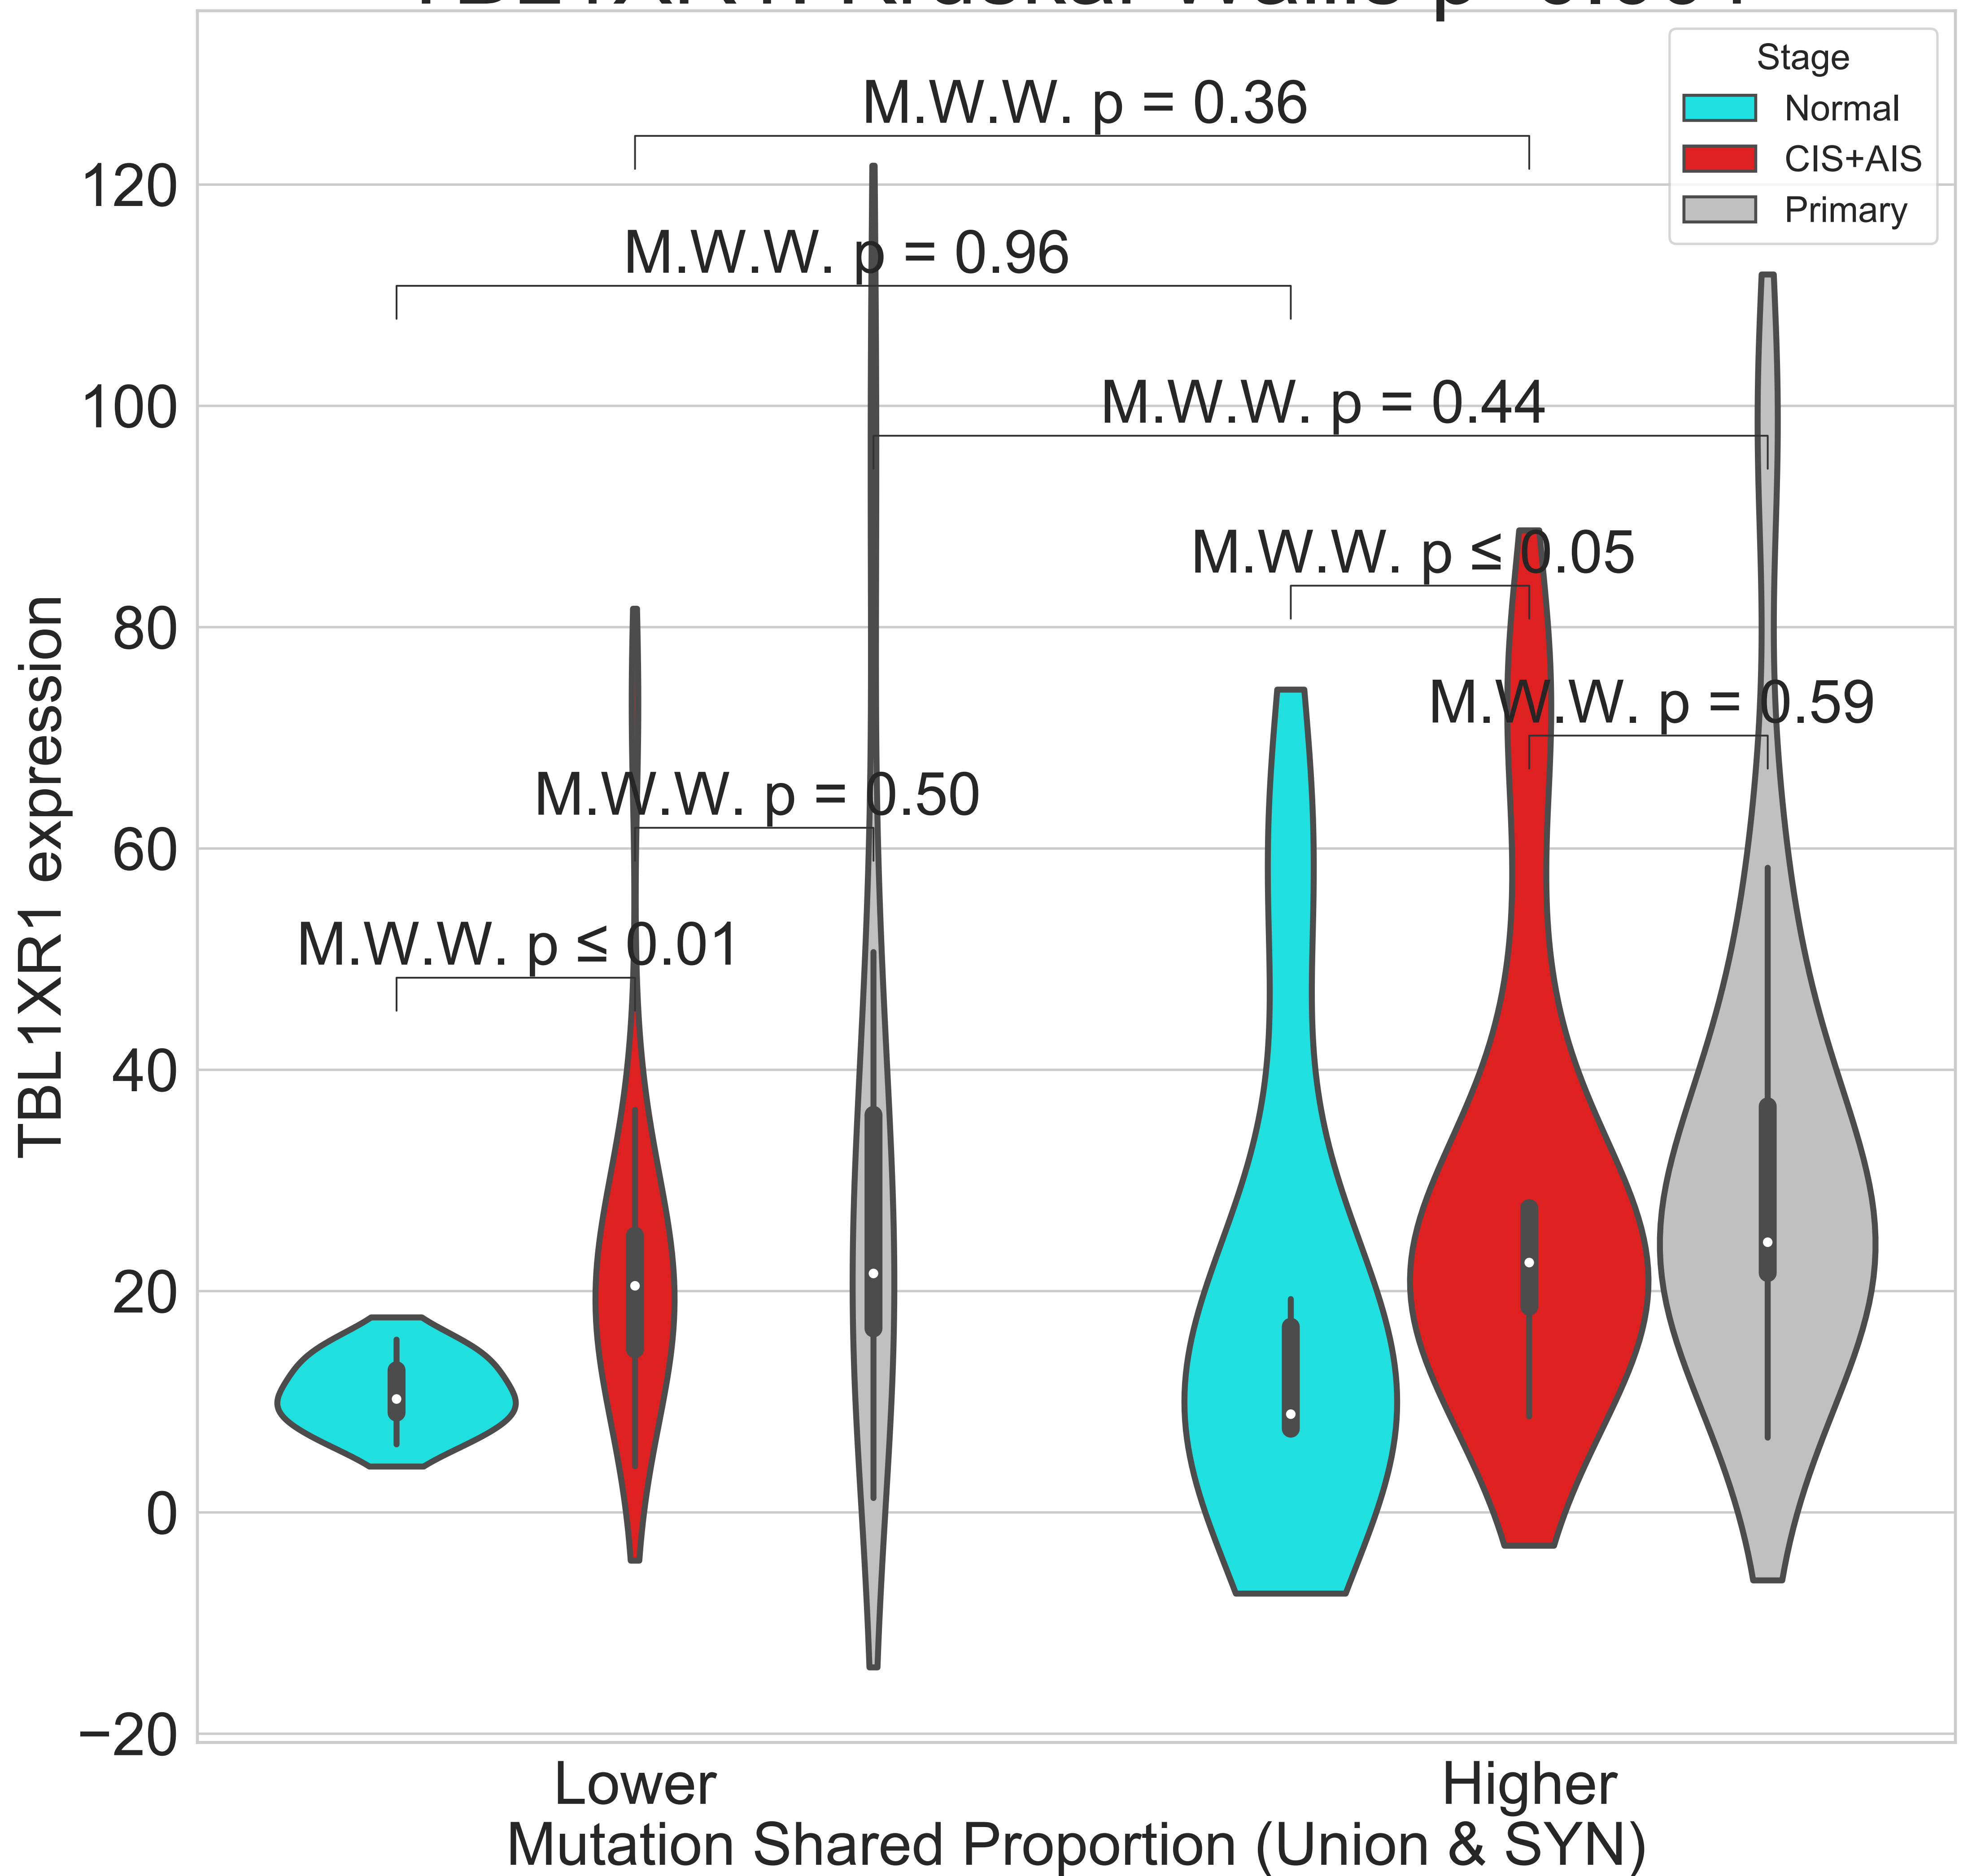 Stage
Normal
CIS+AIS
Primary
M.W.W. p = 0.36
M.W.W. p = 0.96
M.W.W. p = 0.44
M.W.W. p ≤ 0.05
M.W.W. p = 0.59
M.W.W. p = 0.50
M.W.W. p ≤ 0.01
120
100
80
60
40
20
0
−20
TBL1XR1 expression
Lower
Higher
Mutation Shared Proportion (Union & SYN)